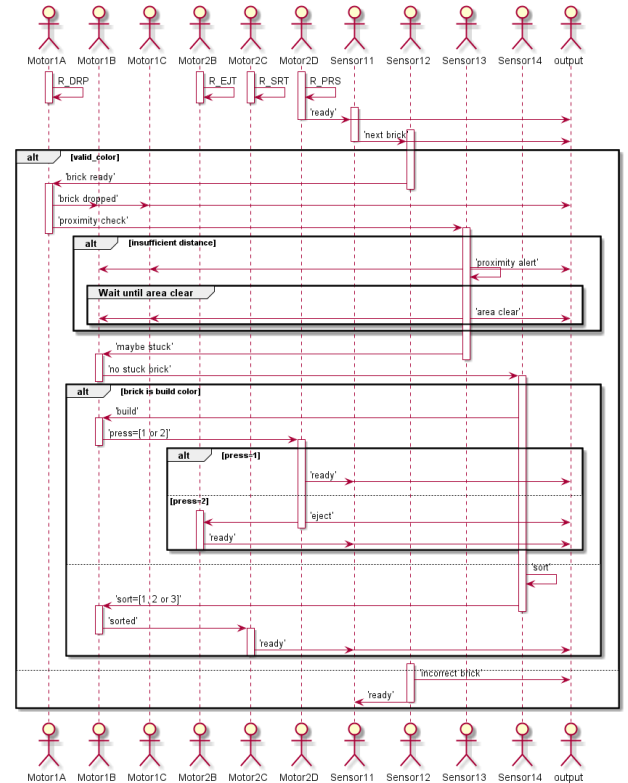 Motor1A Motor1B Motor1C Motor2B Motor2C Motor2D Sensor11 Sensor12 Sensor13 Sensor14 output
R_DRP R_EJT R_SRT R_PRS
'ready'
'next brick'
alt [valid_color]
'brick ready'
'brick dropped'
'proximity check'
alt [insufficient distance]
'proximity alert'
Wait until area clear
'area clear'
'maybe stuck'
'no stuck brick'
alt [brick is build color]
'build'
'press=[1 or 2]'
alt [press=1]
'ready'
[press=2]
'eject'
'ready'
'sort'
'sort=[1, 2 or 3]'
'sorted'
'ready'
'incorrect brick'
'ready'
Motor1A Motor1B Motor1C Motor2B Motor2C Motor2D Sensor11 Sensor12 Sensor13 Sensor14 output